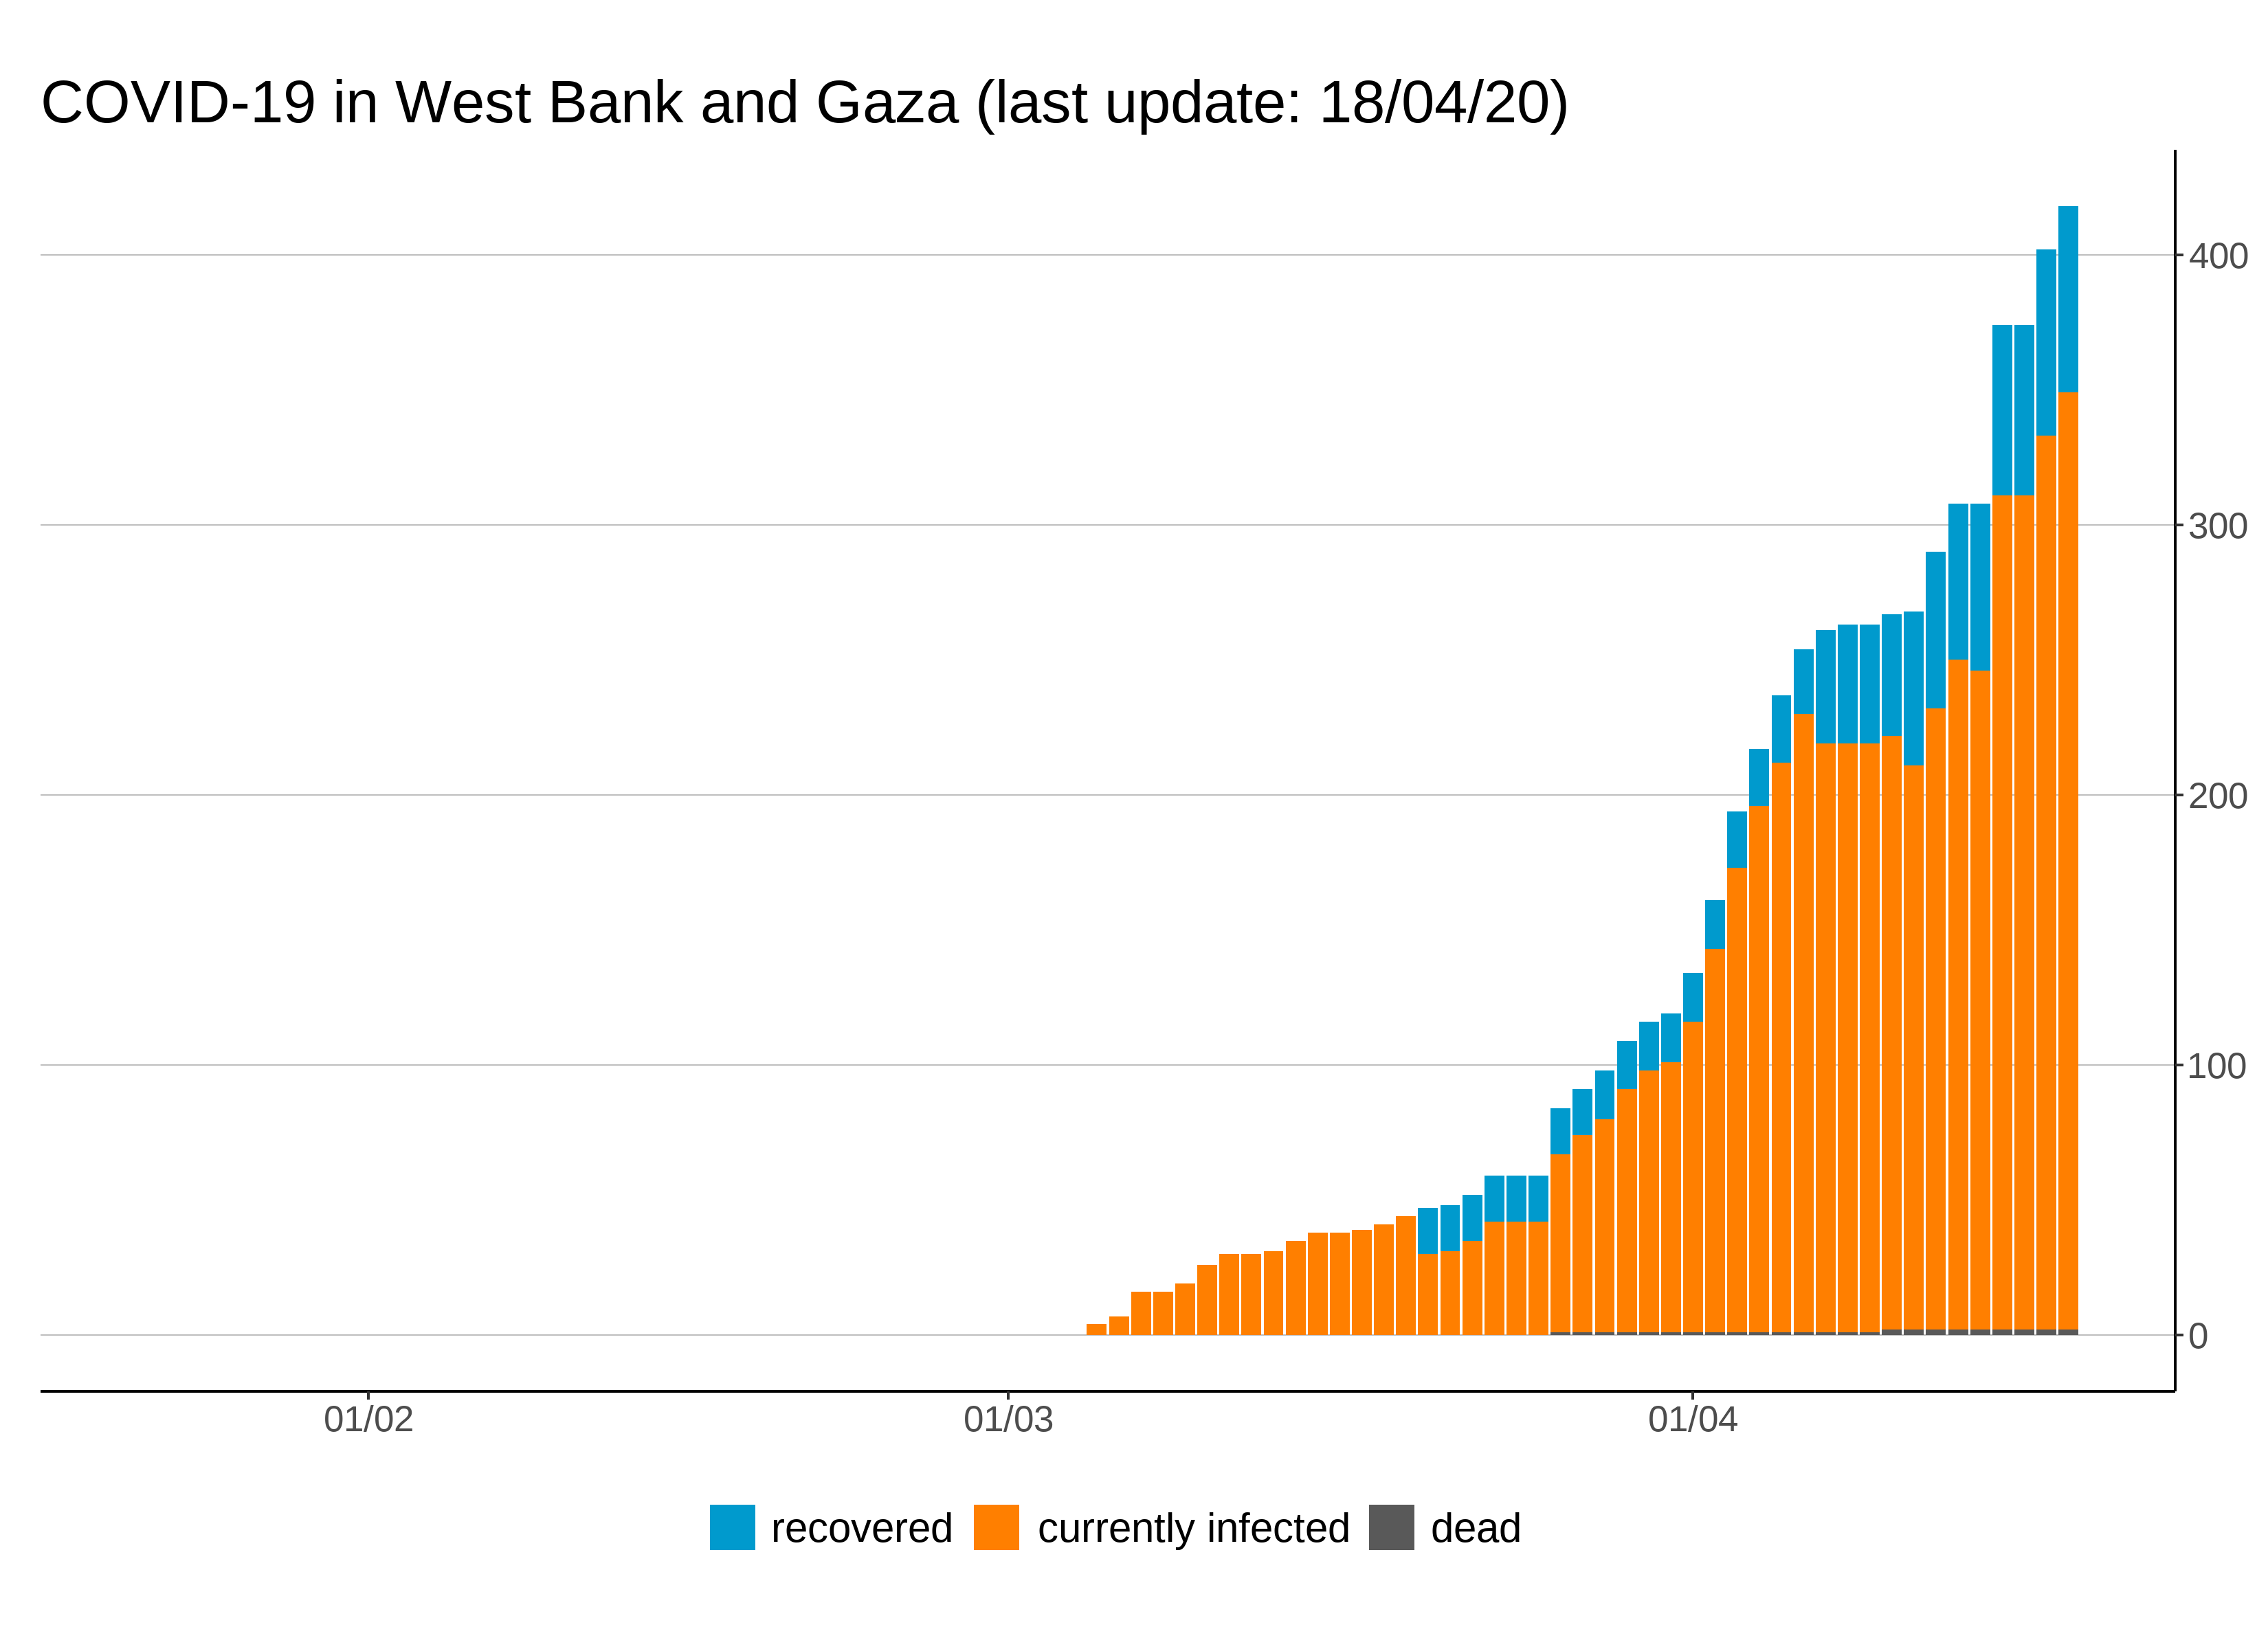 COVID-19 in West Bank and Gaza (last update: 18/04/20)
400
300
200
100
0
01/02 01/03 01/04
recovered currently infected dead